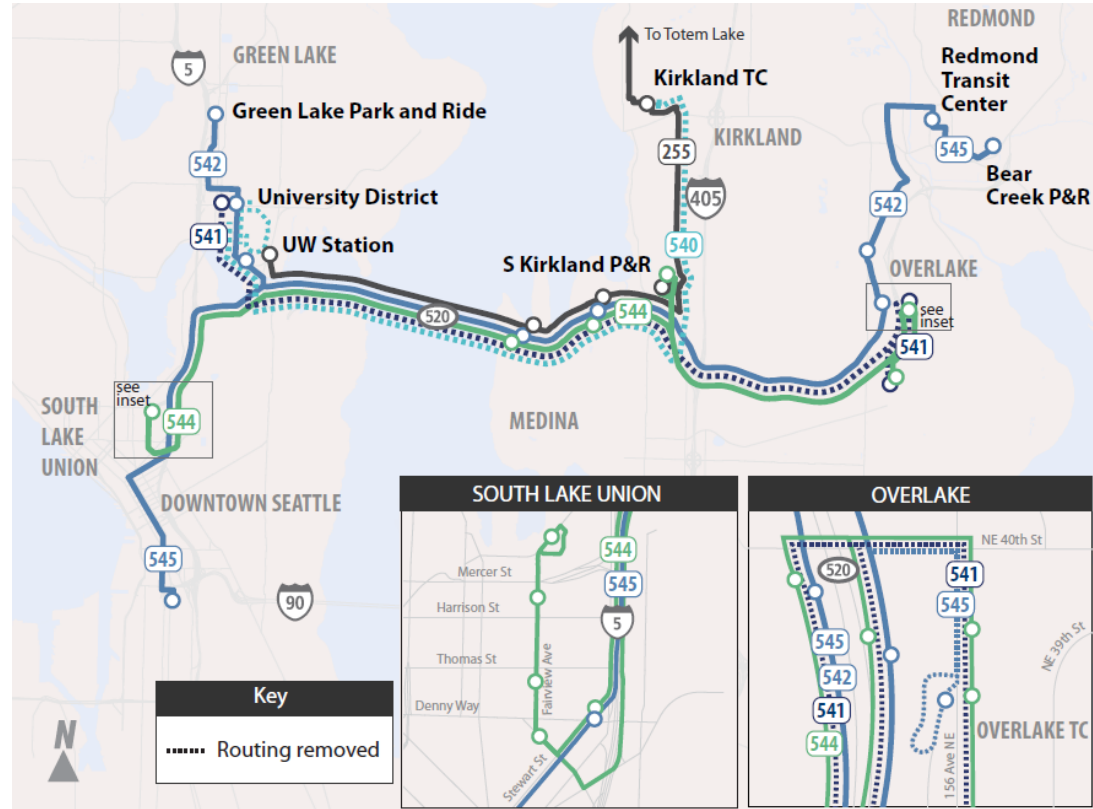 REDMOND
To Totem Lake
GREEN LAKE
5
Redmond
Transit
Center
Kirkland TC
Green Lake Park and Ride
KIRKLAND
255
545
542
405
Bear
Creek P&R
University District
542
541
UW Station
540
S Kirkland P&R
OVERLAKE
520
544
see
inset
541
see
inset
SOUTH
LAKE
UNION
544
MEDINA
DOWNTOWN SEATTLE
545
90
SOUTH LAKE UNION
544
545
5
Mercer St
Harrison St
Thomas St
Denny Way
Fairview Ave
Stewart St
OVERLAKE
NE 40th St
520
541
545
NE 39th St
545
542
541
544
OVERLAKE TC
156 Ave NE
Key
Routing removed
N